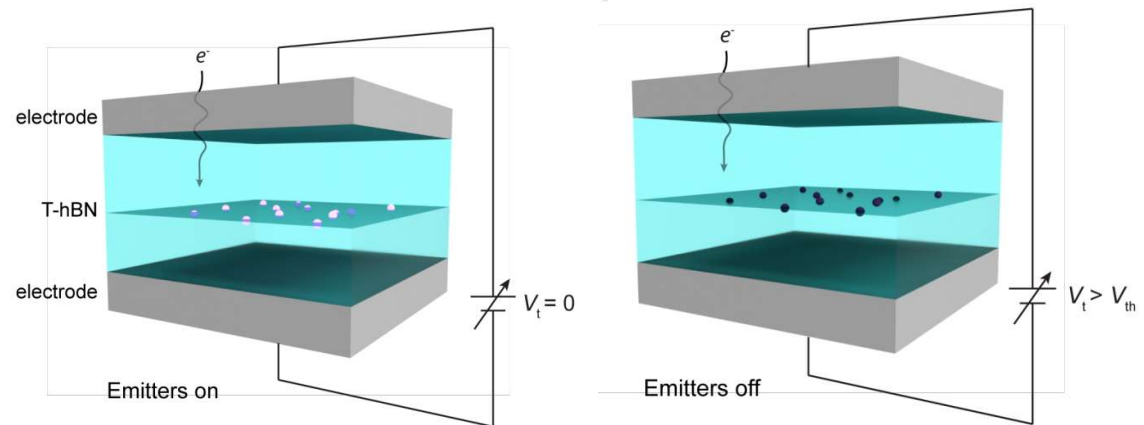 e-
electrode
T-hBN
electrode
Vt = 0
Emitters on
e-
Vt > Vth
Emitters off